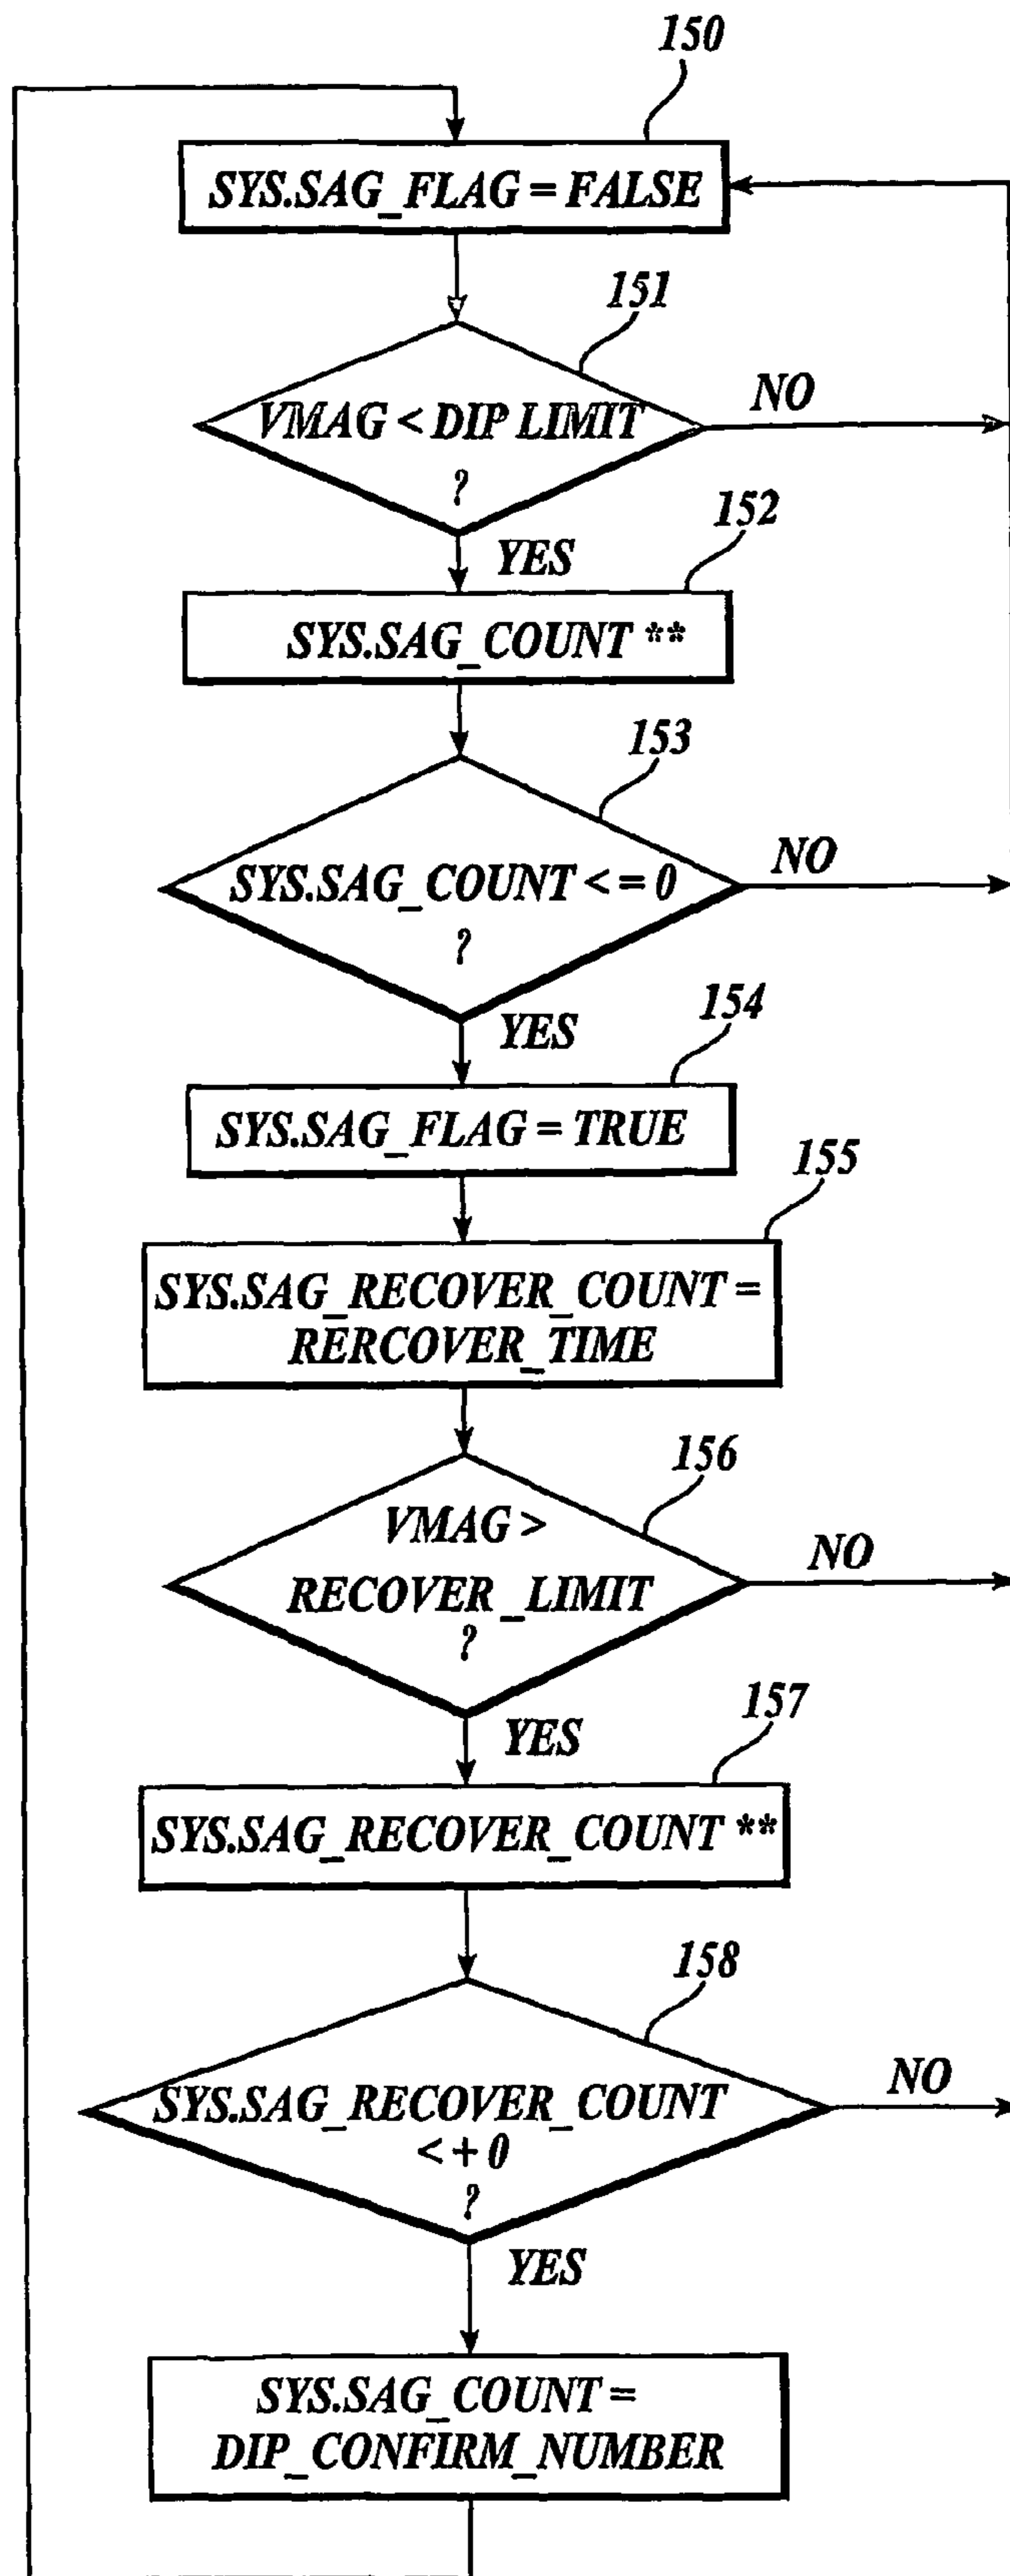 150
SYS.SAG_FLAG = FALSE
151
VMAG < DIP LIMIT
?
NO
YES
152
SYS.SAG_COUNT **
153
SYS.SAG_COUNT < = 0
?
NO
YES
154
SYS.SAG_FLAG = TRUE
155
SYS.SAG_RECOVER_COUNT =
RERCOVER_TIME
156
VMAG >
RECOVER_LIMIT
?
NO
YES
157
SYS.SAG_RECOVER_COUNT **
158
SYS.SAG_RECOVER_COUNT
< + 0
?
NO
YES
SYS.SAG_COUNT =
DIP_CONFIRM_NUMBER